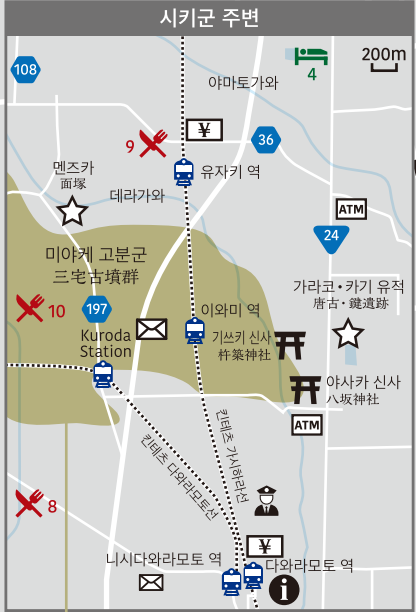 시키군 주변
108
200m
4
야마토가와
¥
9
36
멘즈카
面塚
유자키 역
데라가와
ATM
24
미야케 고분군
三宅古墳群
가라코・카기 유적
唐古・鍵遺跡
10
197
이와미 역
Kuroda
Station
기쓰키 신사
杵築神社
야사카 신사
八坂神社
ATM
킨테츠 가시하라선
킨테츠 다와라모토선
8
¥
니시다와라모토 역
다와라모토 역
i